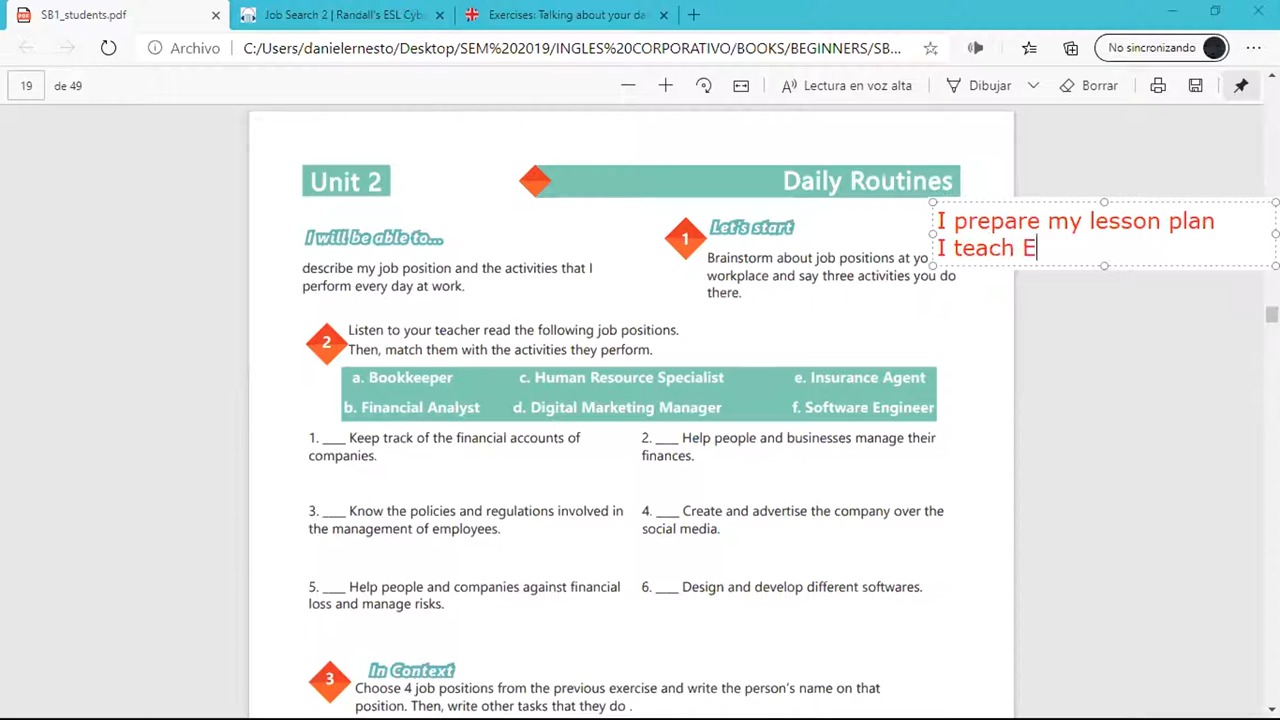 SB1_students.pdf
Job Search 2 | Randall's ESL Cyb
Exercises: Talking about your da
Archivo
C:/Users/danielernesto/Desktop/SEM%202019/INGLES%20CORPORATIVO/BOOKS/BEGINNERS/SB...
No sincronizando
19
de 49
Lectura en voz alta
Dibujar
Borrar
Unit 2
Daily Routines
I will be able to...
describe my job position and the activities that I
perform every day at work.
1
Let's start
Brainstorm about job positions at yo
workplace and say three activities you do
there.
I prepare my lesson plan
I teach E
2
Listen to your teacher read the following job positions.
Then, match them with the activities they perform.
a. Bookkeeper
c. Human Resource Specialist
e. Insurance Agent
b. Financial Analyst
d. Digital Marketing Manager
f. Software Engineer
1. ___ Keep track of the financial accounts of
companies.
2. ___ Help people and businesses manage their
finances.
3. ___ Know the policies and regulations involved in
the management of employees.
4. ___ Create and advertise the company over the
social media.
5. ___ Help people and companies against financial
loss and manage risks.
6. ___ Design and develop different softwares.
3
In Context
Choose 4 job positions from the previous exercise and write the person's name on that
position. Then, write other tasks that they do .